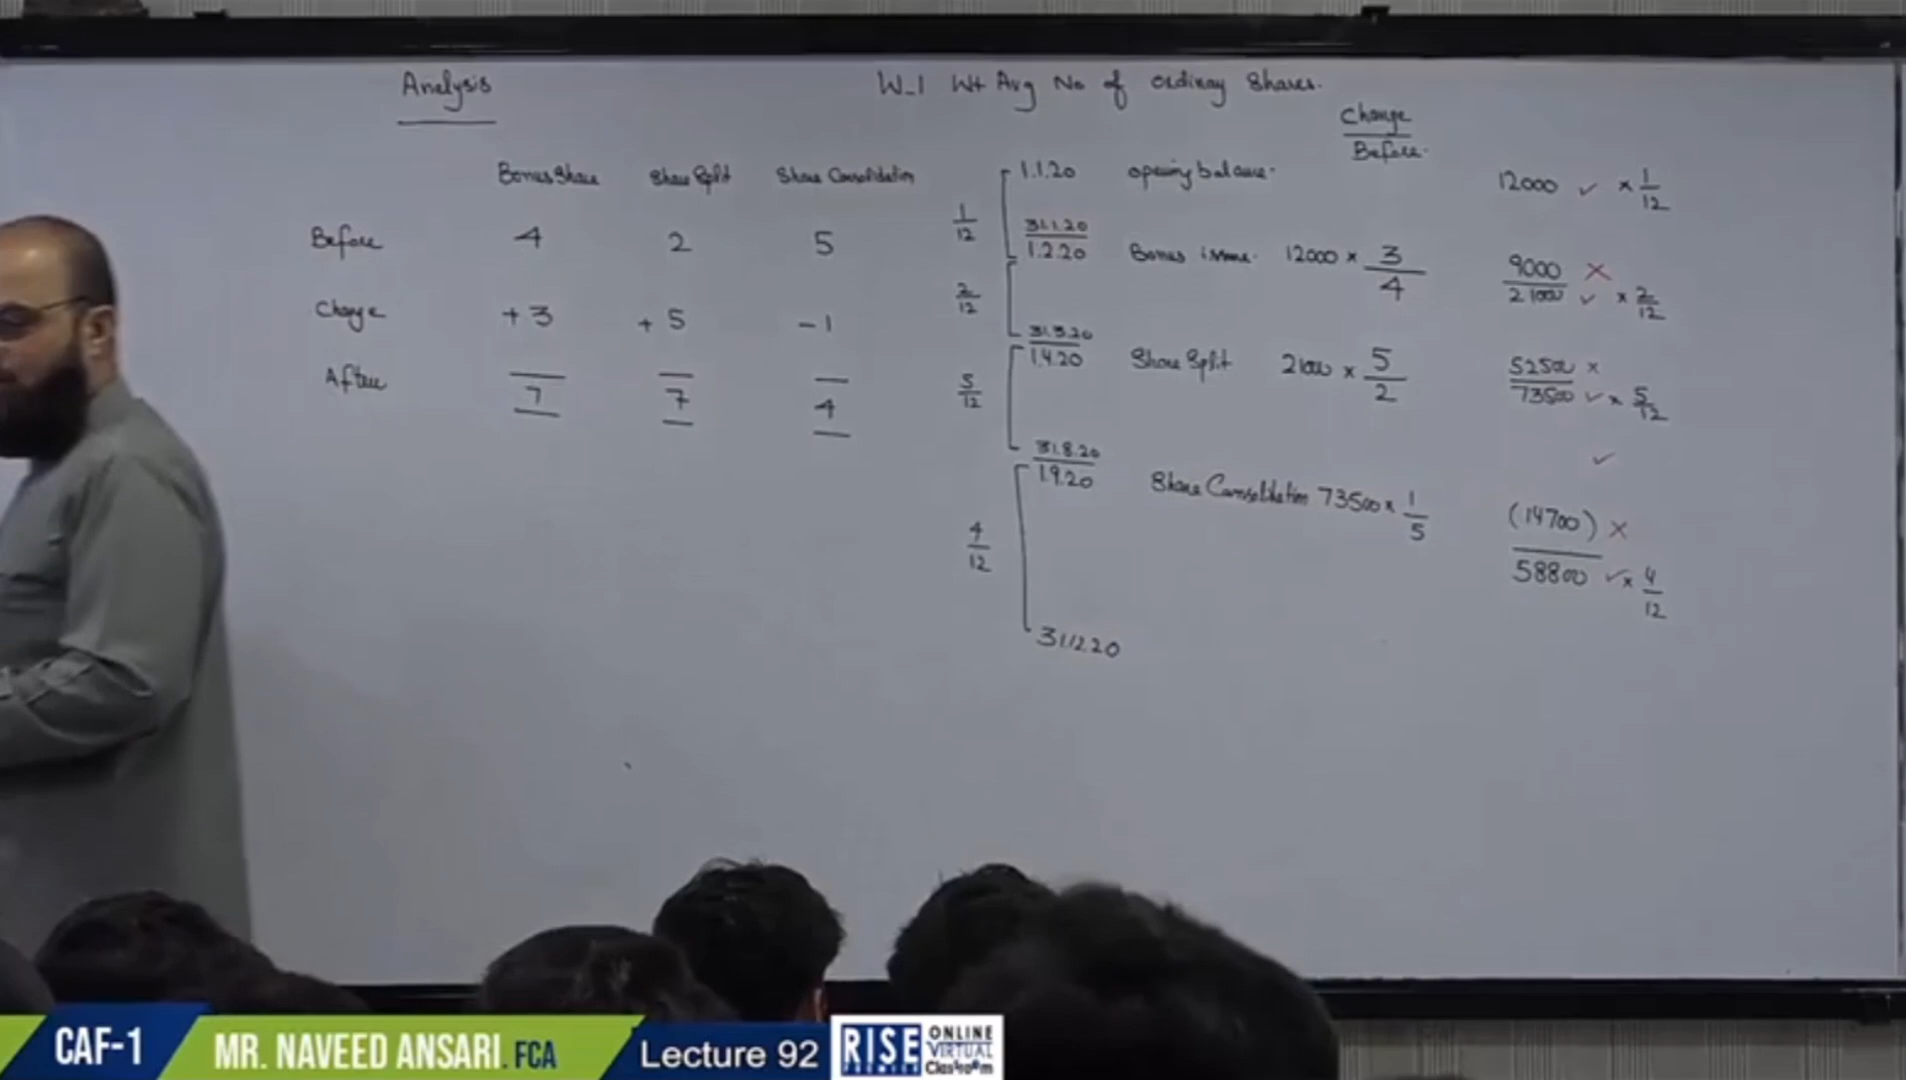 Analysis
Bonus Share Share Split Share Consolidation
Before 4 2 5
Change +3 +5 -1
After 7 7 4
W-1 Wt Avg No of ordinary Shares.
Change
Before.
1.1.20 opening balance. 12000 ✓ × 1/12
1/12
31.1.20
1.2.20 Bonus issue. 12000 × 3/4 9000 ×
21000 ✓ × 2/12
2/12
31.3.20
1.4.20 Share Split 21000 × 5/2 52500 ×
73500 ✓ × 5/12
5/12
✓
31.8.20
1.9.20 Share Consolidation 73500 × 1/5 (14700) ×
58800 ✓ × 4/12
4/12
31.12.20
CAF-1
MR. NAVEED ANSARI. FCA
Lecture 92
RISE
PREMIER
ONLINE
VIRTUAL
Classroom